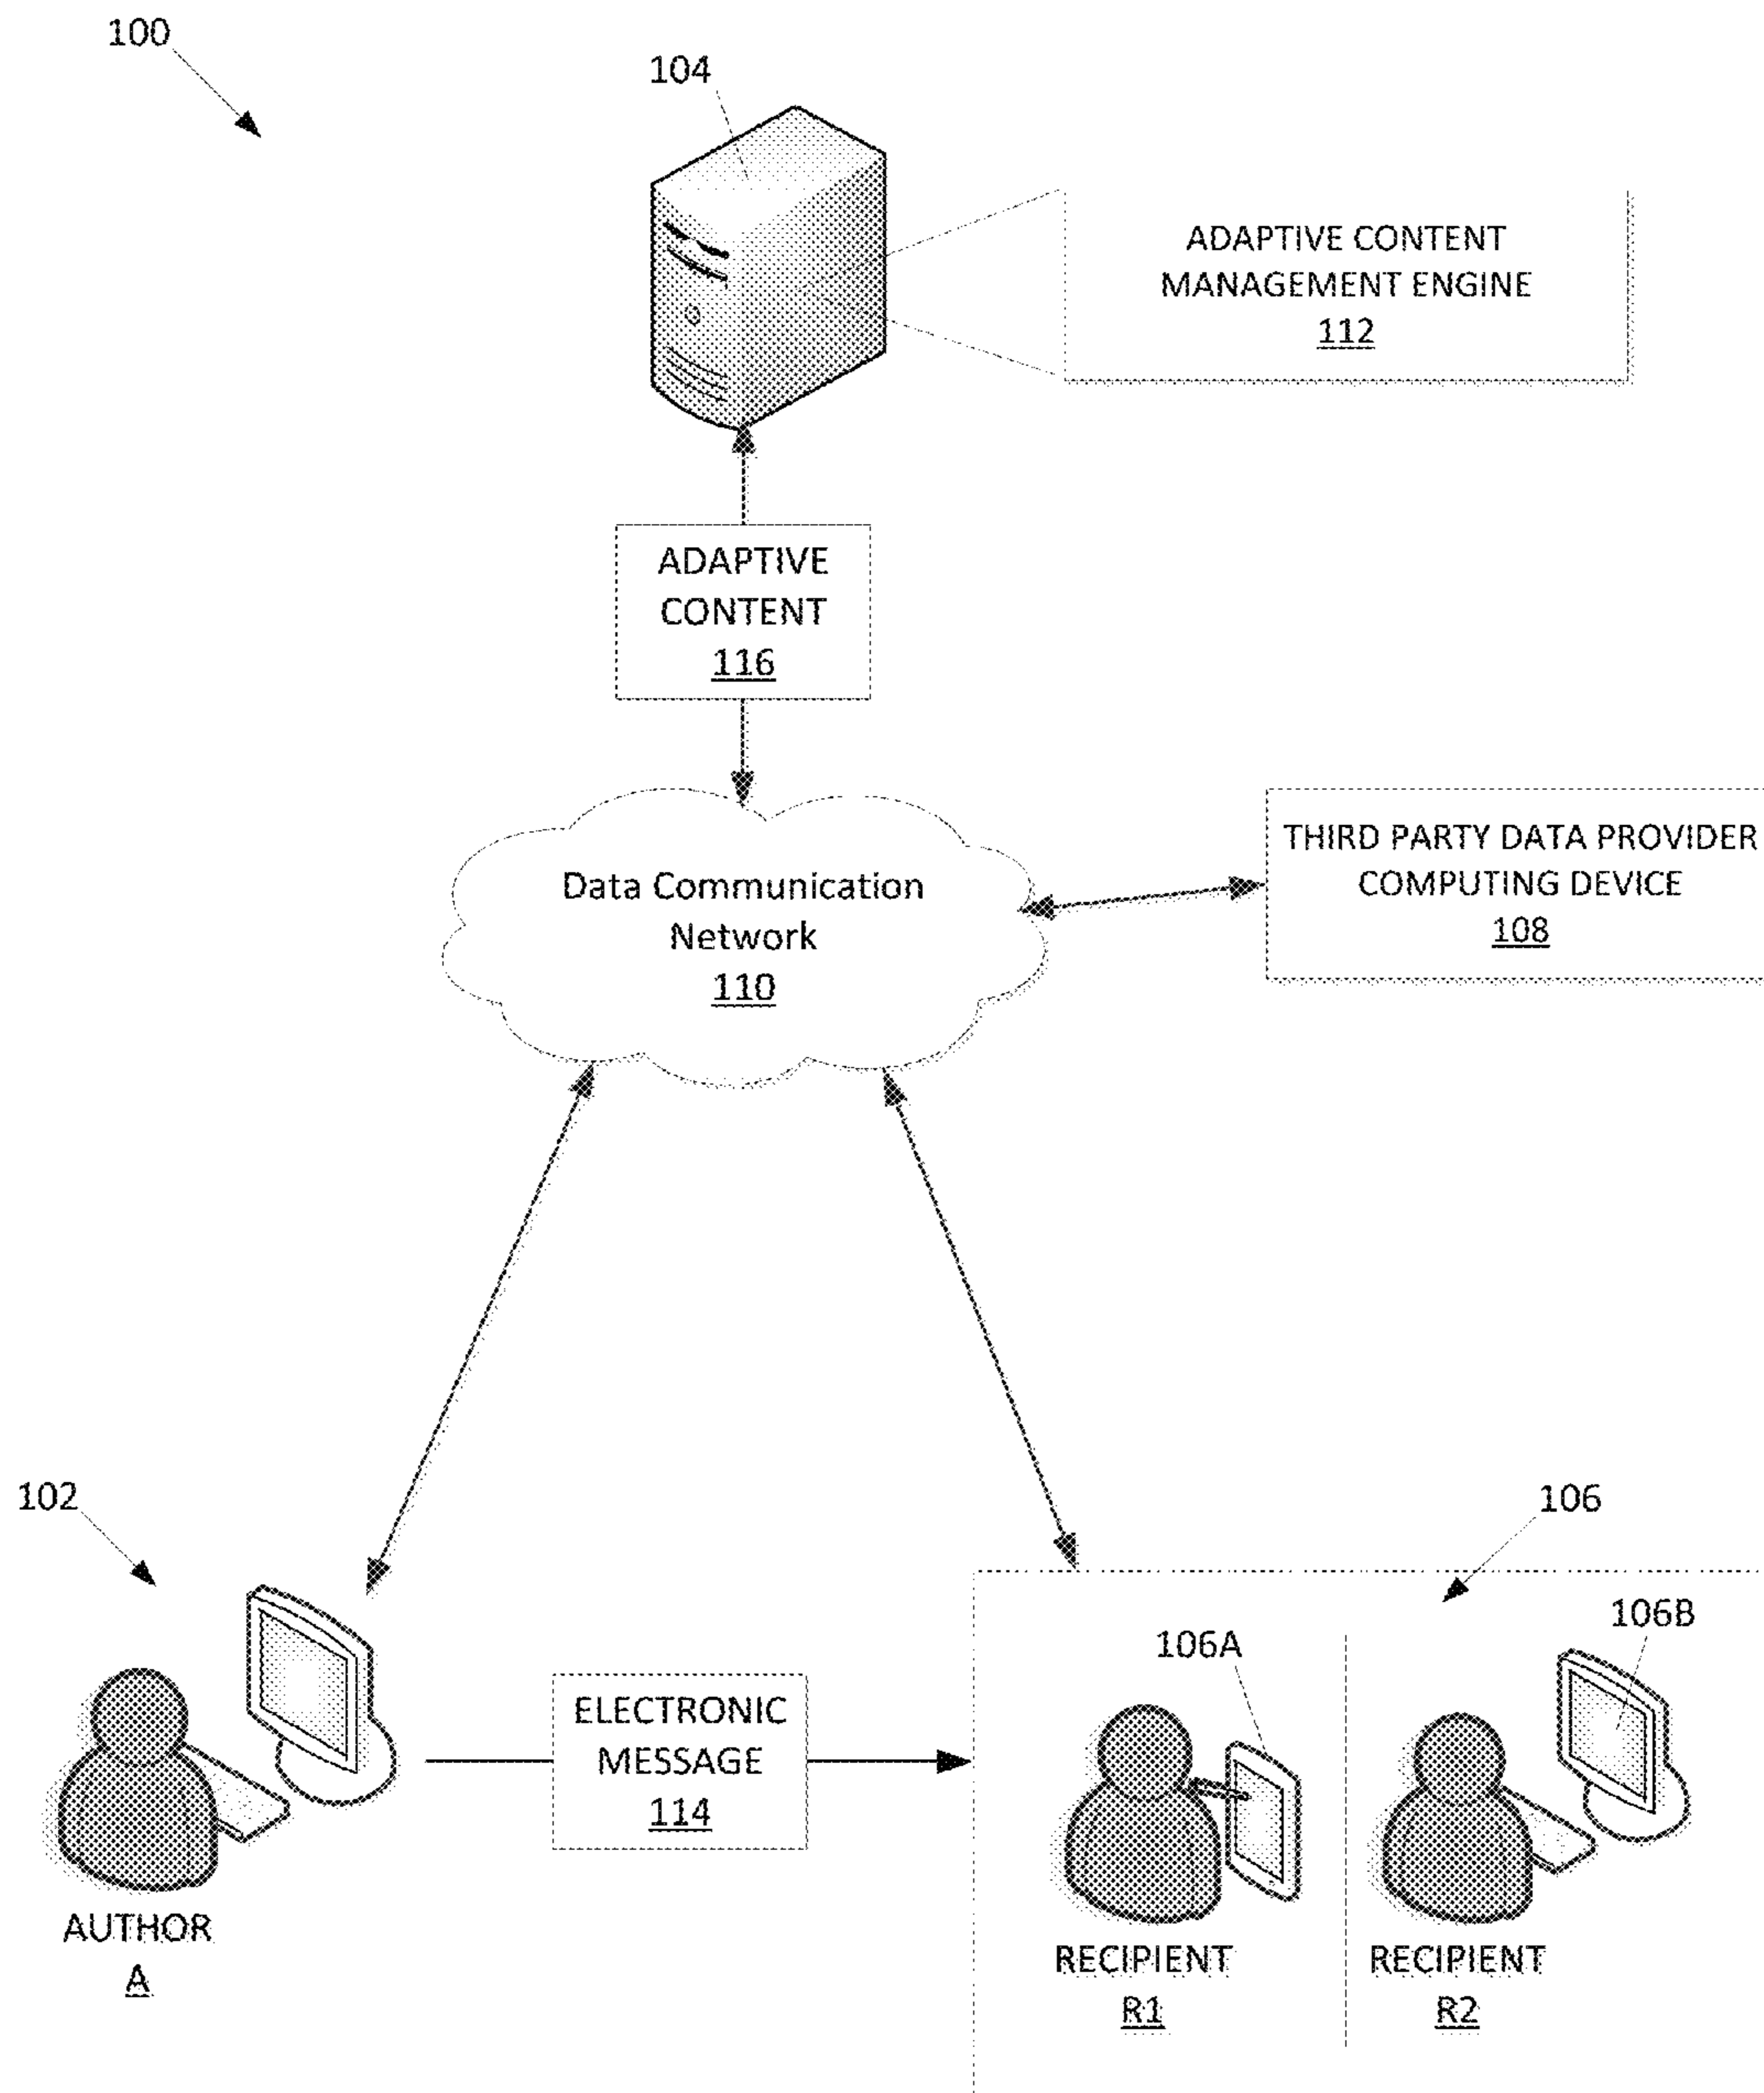 100
104
ADAPTIVE CONTENT
MANAGEMENT ENGINE
112
ADAPTIVE
CONTENT
116
Data Communication
Network
110
THIRD PARTY DATA PROVIDER
COMPUTING DEVICE
108
102
106
106A
106B
ELECTRONIC
MESSAGE
114
AUTHOR
A
RECIPIENT
R1
RECIPIENT
R2